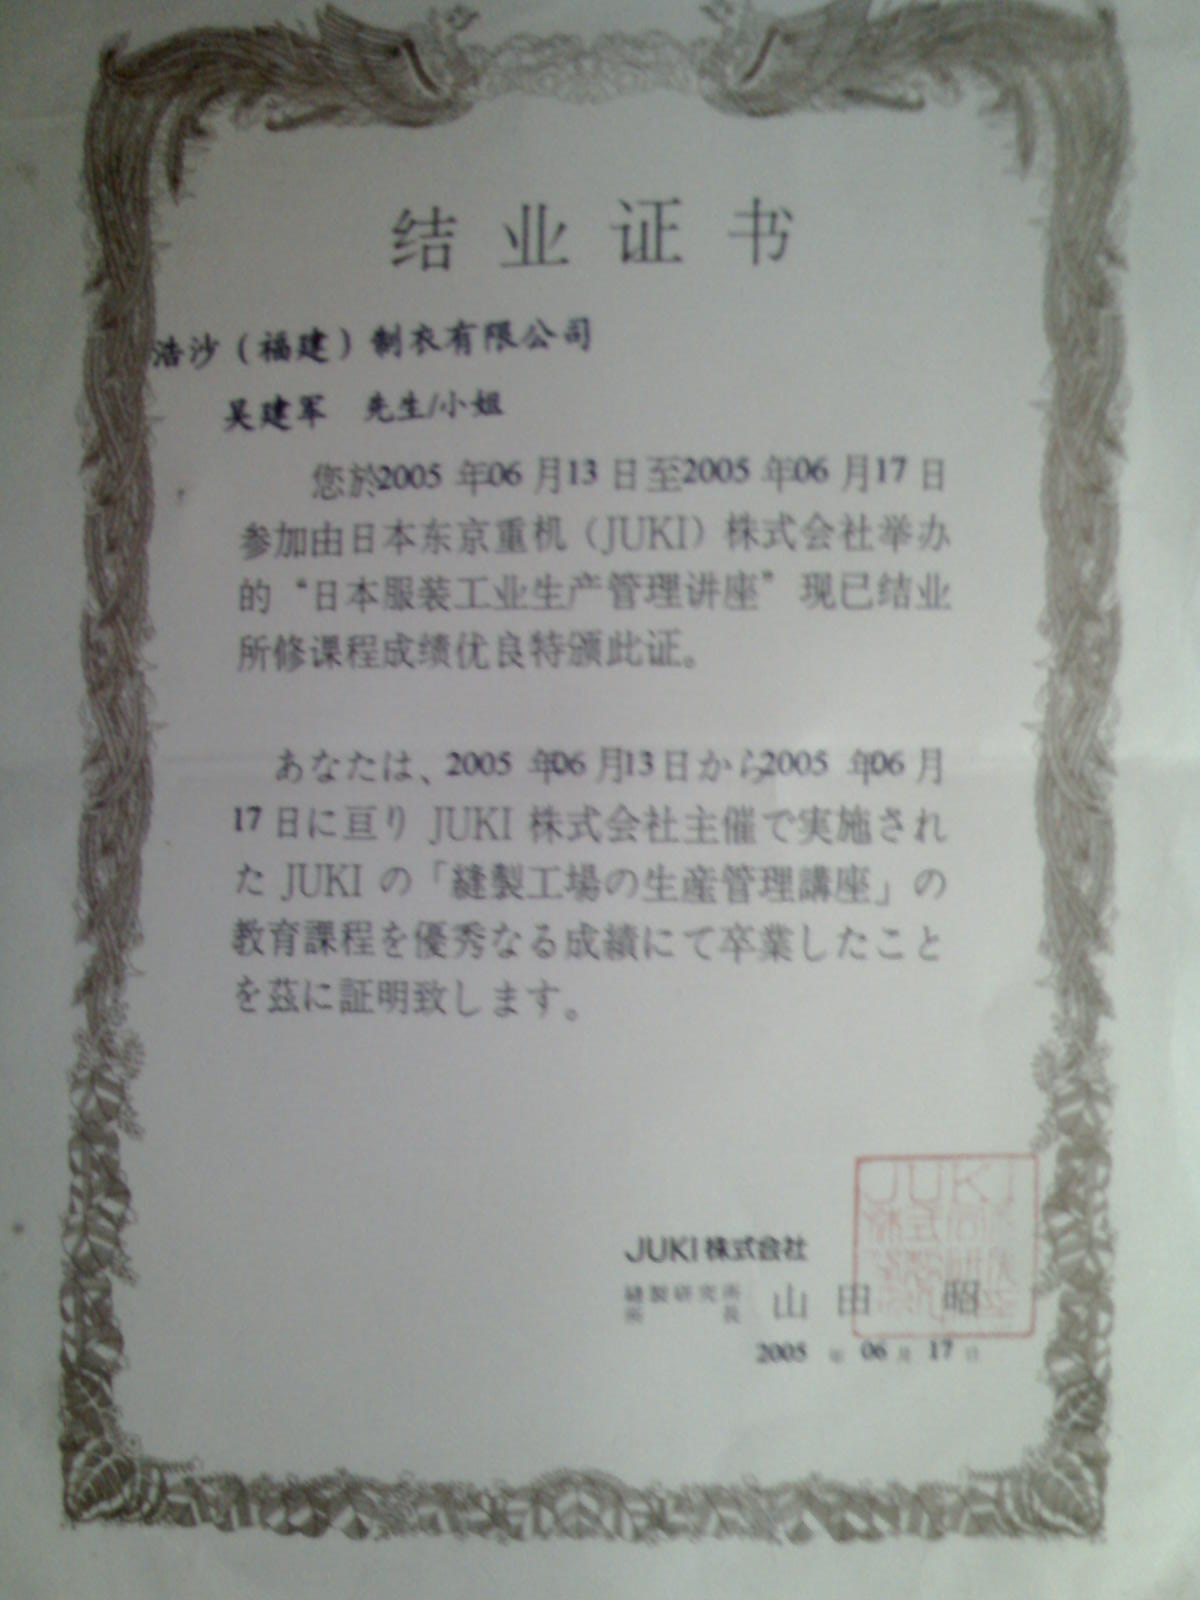 结业证书
浩沙（福建）制衣有限公司
吴建军 先生/小姐
您於2005 年06 月13 日至2005 年06 月17 日
参加由日本东京重机（JUKI）株式会社举办
的“日本服装工业生产管理讲座”现已结业
所修课程成绩优良特颁此证。
あなたは、2005 年06 月13日から2005 年06 月
17 日に亘り JUKI 株式会社主催で実施され
た JUKI の「縫製工場の生産管理講座」の
教育課程を優秀なる成績にて卒業したこと
を茲に証明致します。
JUKI 株式会社
縫製研究所
所長 山田 昭
2005 年 06 月 17 日
JUKI
株式会